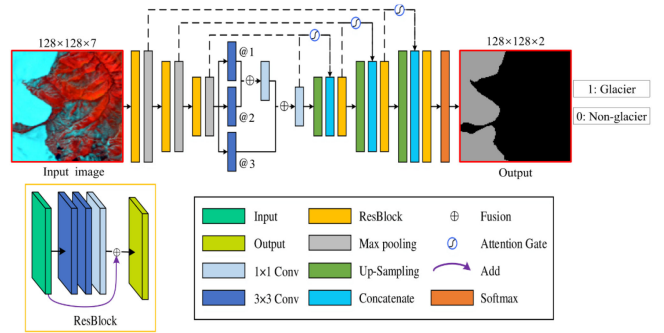 128×128×7
@1
@2
@3
128×128×2
1: Glacier
0: Non-glacier
Input image
Output
Input
ResBlock
Fusion
Output
Max pooling
Attention Gate
1×1 Conv
Up-Sampling
Add
3×3 Conv
Concatenate
Softmax
ResBlock